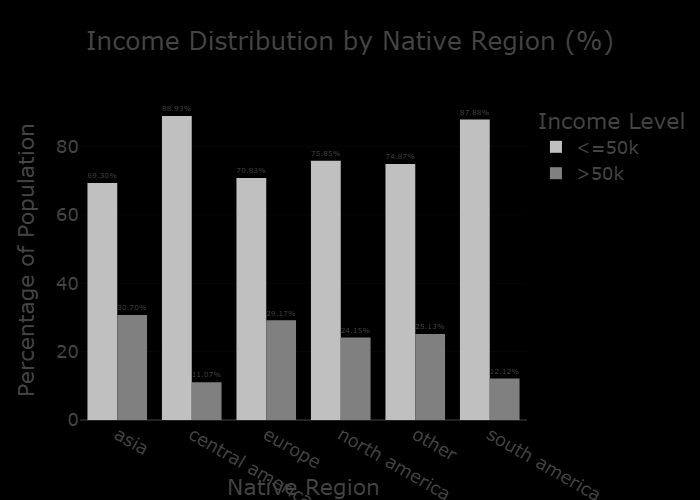 Income Distribution by Native Region (%)
Income Level
<=50k
>50k
Percentage of Population
80
60
40
20
0
69.30%
30.70%
88.93%
11.07%
70.83%
29.17%
75.85%
24.15%
74.87%
25.13%
87.88%
12.12%
asia
central america
europe
north america
other
south america
Native Region